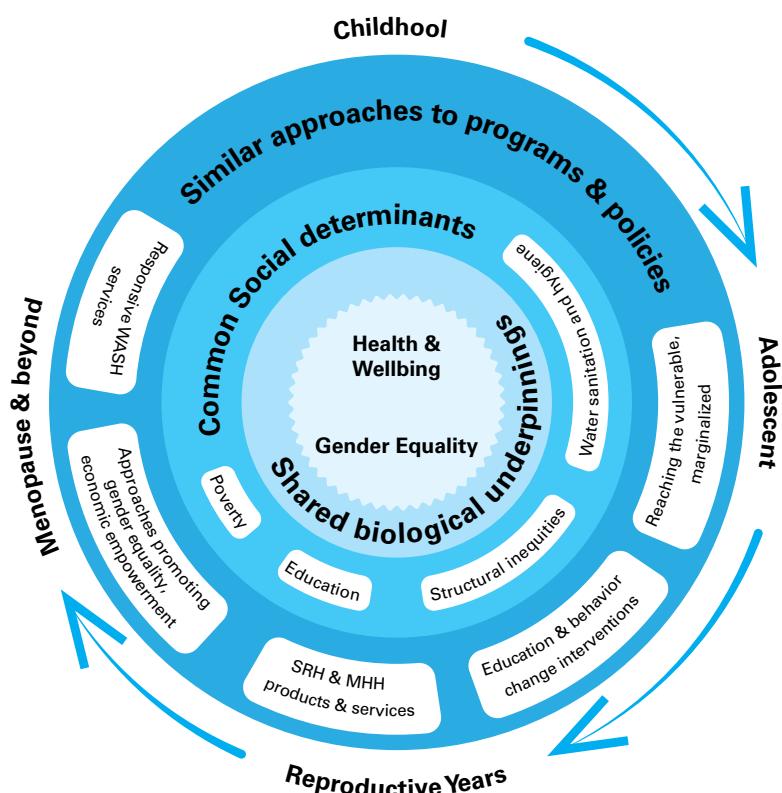 Childhool
Similar approaches to programs & policies
Common Social determinants
Shared biological underpinnings
Health &
Wellbing
Gender Equality
Water sanitation and hygiene
Structural inequities
Education
Poverty
Responsive WASH
services
Reaching the vulnerable,
marginalized
Education & behavior
change interventions
SRH & MHH
products & services
Approaches promoting
gender equality,
economic empowerment
Adolescent
Reproductive Years
Menopause & beyond